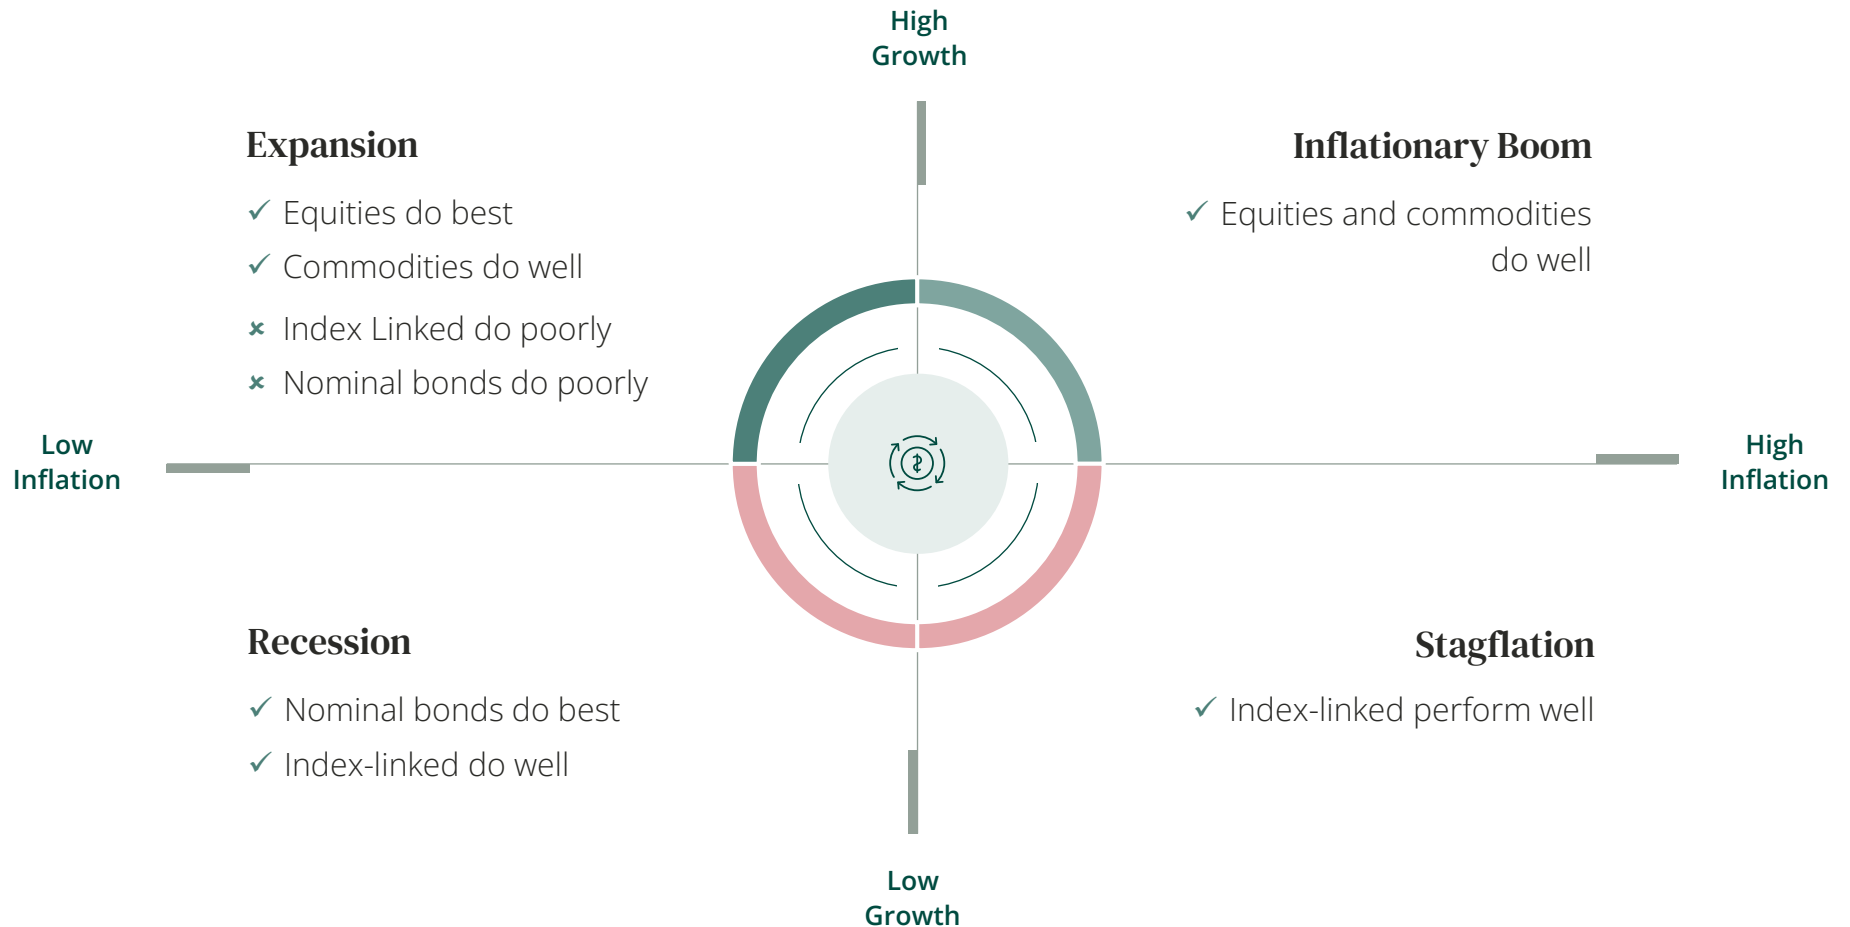 High
Growth
Expansion
✓ Equities do best
✓ Commodities do well
✘ Index Linked do poorly
✘ Nominal bonds do poorly
Inflationary Boom
✓ Equities and commodities
do well
Low
Inflation
High
Inflation
Recession
✓ Nominal bonds do best
✓ Index-linked do well
Stagflation
✓ Index-linked perform well
Low
Growth